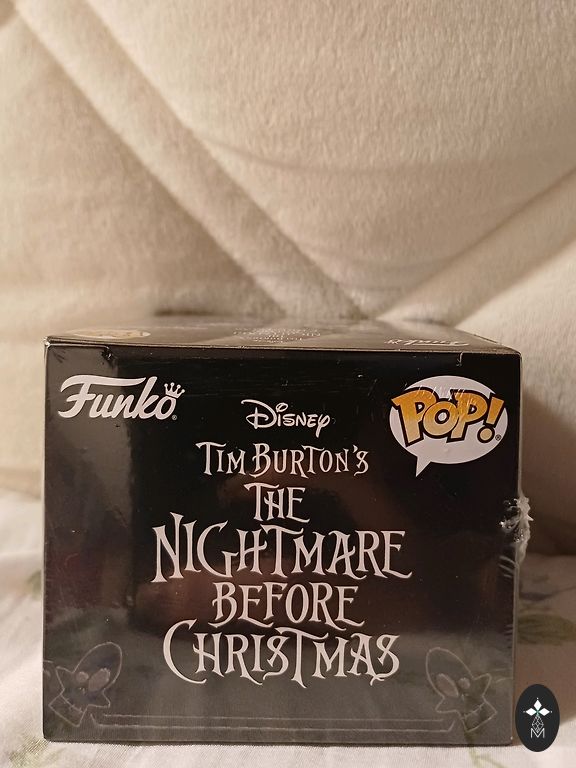 Funko
POP!
Disney
TIM BURTON'S
THE
NIGHTMARE
BEFORE
CHRISTMAS
M